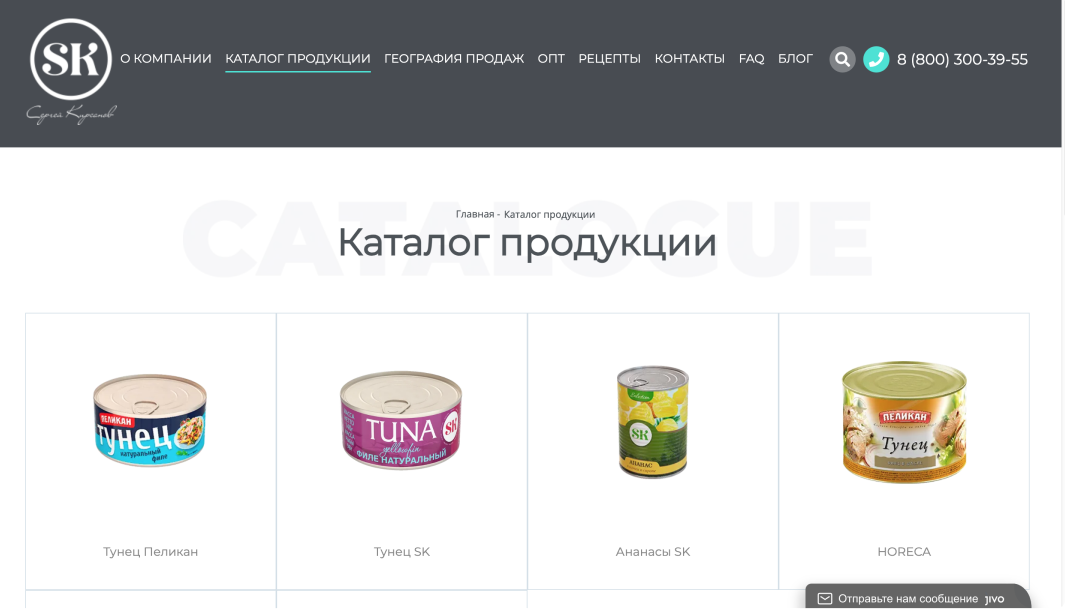 SK
Сергей Кирсенов
О КОМПАНИИ КАТАЛОГ ПРОДУКЦИИ ГЕОГРАФИЯ ПРОДАЖ ОПТ РЕЦЕПТЫ КОНТАКТЫ FAQ БЛОГ 8 (800) 300-39-55
CATALOGUE
Главная - Каталог продукции
Каталог продукции
ПЕЛИКАН
Тунец
натуральный
филе
TUNA SK
yellowfin
ФИЛЕ НАТУРАЛЬНЫЙ
Selection
SK
АНАНАС
ПЕЛИКАН
Тунец
Тунец Пеликан
Тунец SK
Ананасы SK
HORECA
Отправьте нам сообщение jivo